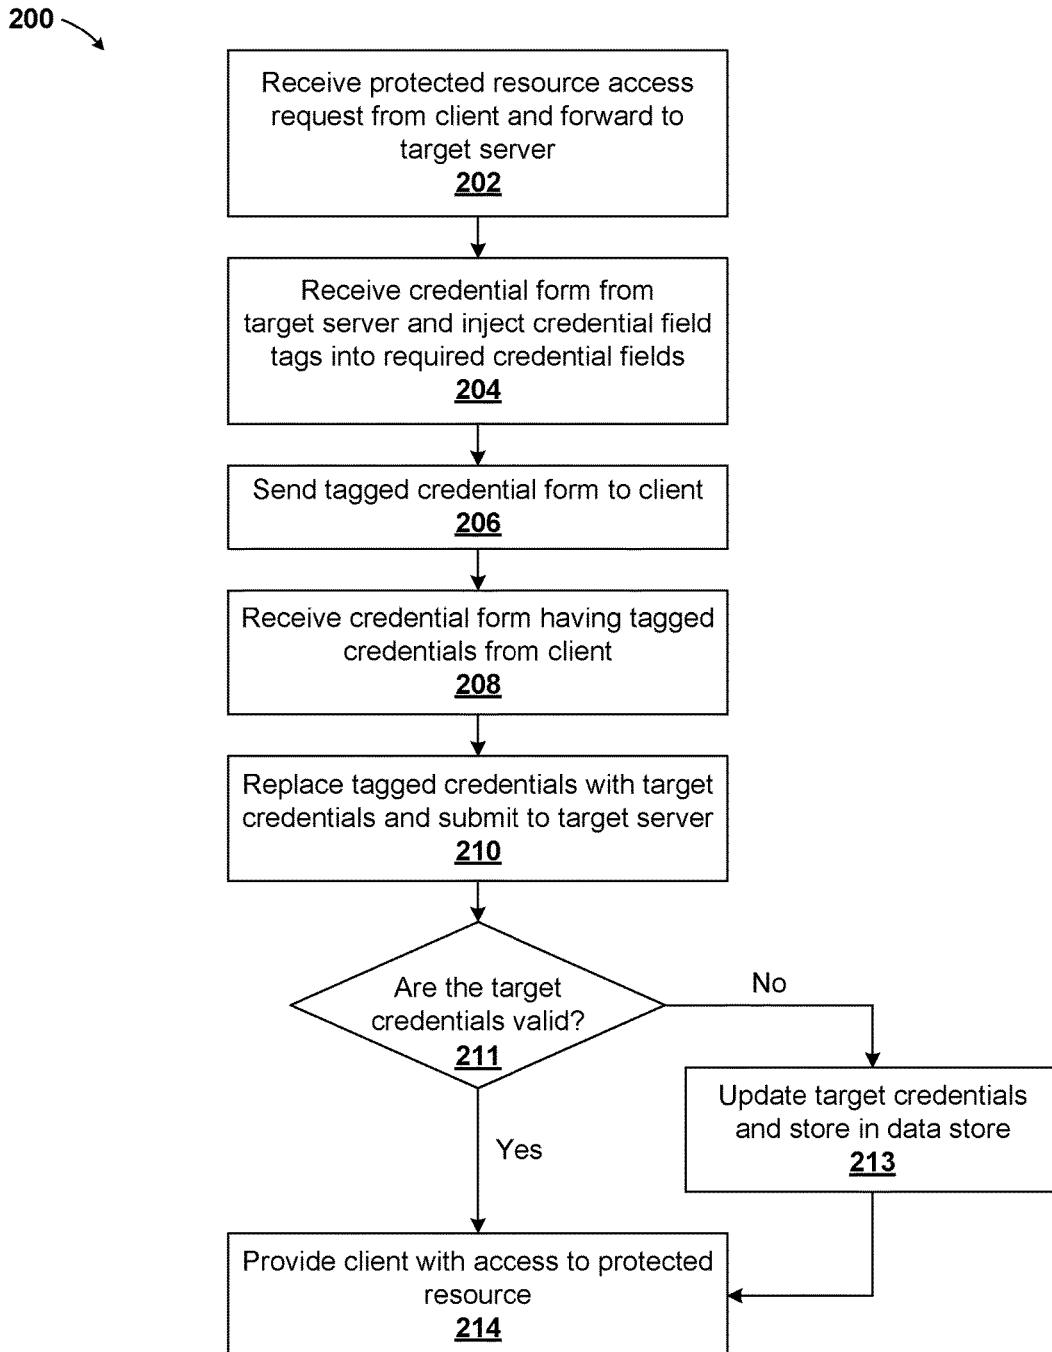 200
Receive protected resource access
request from client and forward to
target server
202
Receive credential form from
target server and inject credential field
tags into required credential fields
204
Send tagged credential form to client
206
Receive credential form having tagged
credentials from client
208
Replace tagged credentials with target
credentials and submit to target server
210
Are the target
credentials valid?
211
No
Update target credentials
and store in data store
213
Yes
Provide client with access to protected
resource
214